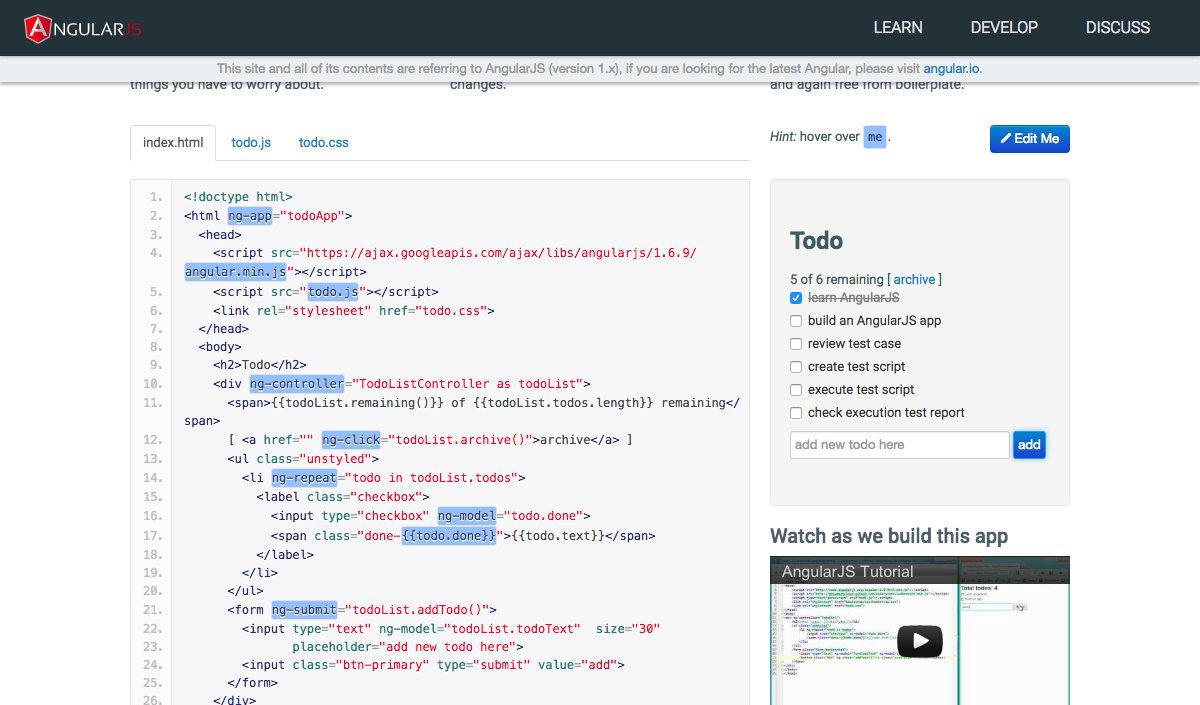 ANGULARJS
LEARN DEVELOP DISCUSS
This site and all of its contents are referring to AngularJS (version 1.x), if you are looking for the latest Angular, please visit angular.io.
things you have to worry about.
changes.
and again free from boilerplate.
index.html todo.js todo.css
Hint: hover over me .
Edit Me
1. <!doctype html>
2. <html ng-app="todoApp">
3. <head>
4. <script src="https://ajax.googleapis.com/ajax/libs/angularjs/1.6.9/
angular.min.js"></script>
5. <script src="todo.js"></script>
6. <link rel="stylesheet" href="todo.css">
7. </head>
8. <body>
9. <h2>Todo</h2>
10. <div ng-controller="TodoListController as todoList">
11. <span>{{todoList.remaining()}} of {{todoList.todos.length}} remaining</
span>
12. [ <a href="" ng-click="todoList.archive()">archive</a> ]
13. <ul class="unstyled">
14. <li ng-repeat="todo in todoList.todos">
15. <label class="checkbox">
16. <input type="checkbox" ng-model="todo.done">
17. <span class="done-{{todo.done}}">{{todo.text}}</span>
18. </label>
19. </li>
20. </ul>
21. <form ng-submit="todoList.addTodo()">
22. <input type="text" ng-model="todoList.todoText" size="30"
23. placeholder="add new todo here">
24. <input class="btn-primary" type="submit" value="add">
25. </form>
26. </div>
Todo
5 of 6 remaining [ archive ]
learn AngularJS
build an AngularJS app
review test case
create test script
execute test script
check execution test report
add new todo here
add
Watch as we build this app
AngularJS Tutorial
Total todos: 4